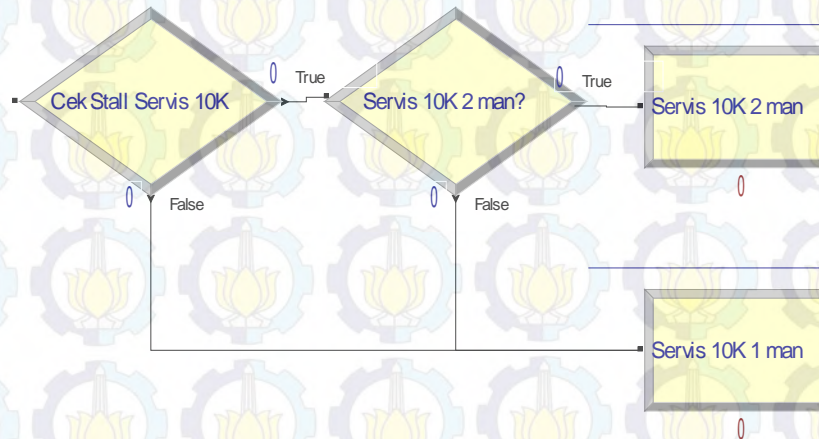 0
0
True
True
Cek Stall Servis 10K
Servis 10K 2 man?
Servis 10K 2 man
0
0
0
False
False
Servis 10K 1 man
0